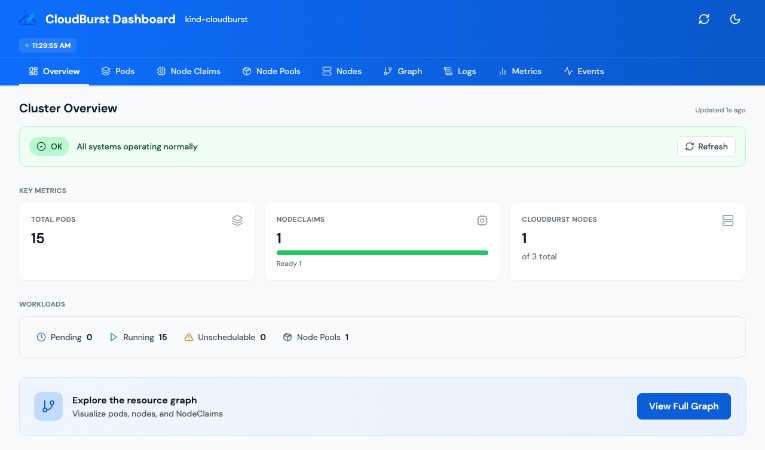 CloudBurst Dashboard kind-cloudburst
11:29:55 AM
Overview Pods Node Claims Node Pools Nodes Graph Logs Metrics Events
Cluster Overview
Updated 1s ago
OK All systems operating normally Refresh
KEY METRICS
TOTAL PODS
15
NODECLAIMS
1
Ready 1
CLOUDBURST NODES
1
of 3 total
WORKLOADS
Pending 0 Running 15 Unschedulable 0 Node Pools 1
Explore the resource graph
Visualize pods, nodes, and NodeClaims
View Full Graph